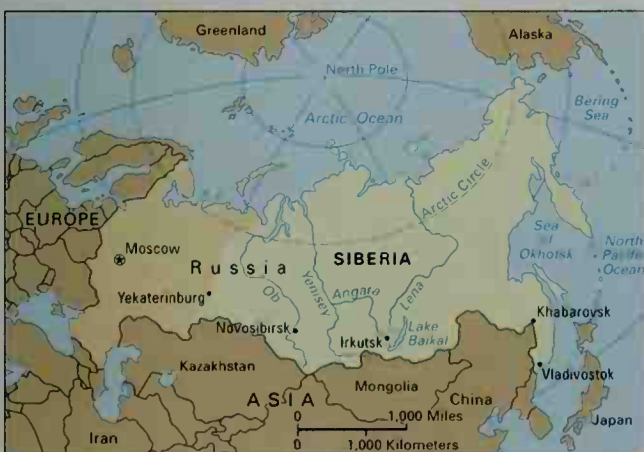 Greenland
Alaska
North Pole
Bering
Sea
Arctic Ocean
Arctic Circle
EUROPE
Sea
of
Okhotsk
North
Pacific
Ocean
Moscow
Russia
SIBERIA
Ob
Yenisey
Angara
Lena
Yekaterinburg
Novosibirsk
Irkutsk
Lake
Baikal
Khabarovsk
Vladivostok
Kazakhstan
Mongolia
China
ASIA
Japan
Iran
0 1,000 Miles
0 1,000 Kilometers